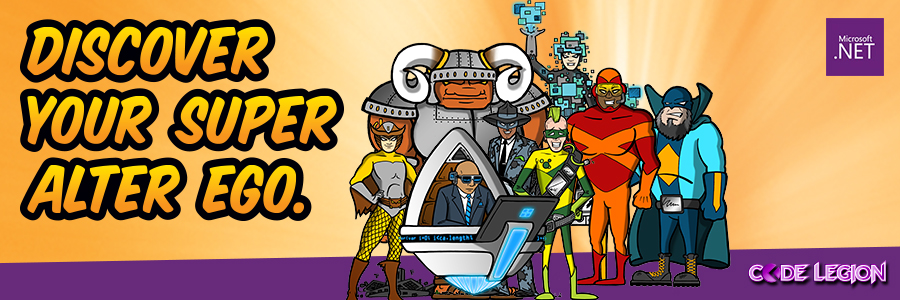 DISCOVER
YOUR SUPER
ALTER EGO.
Microsoft
.NET
CODE LEGION